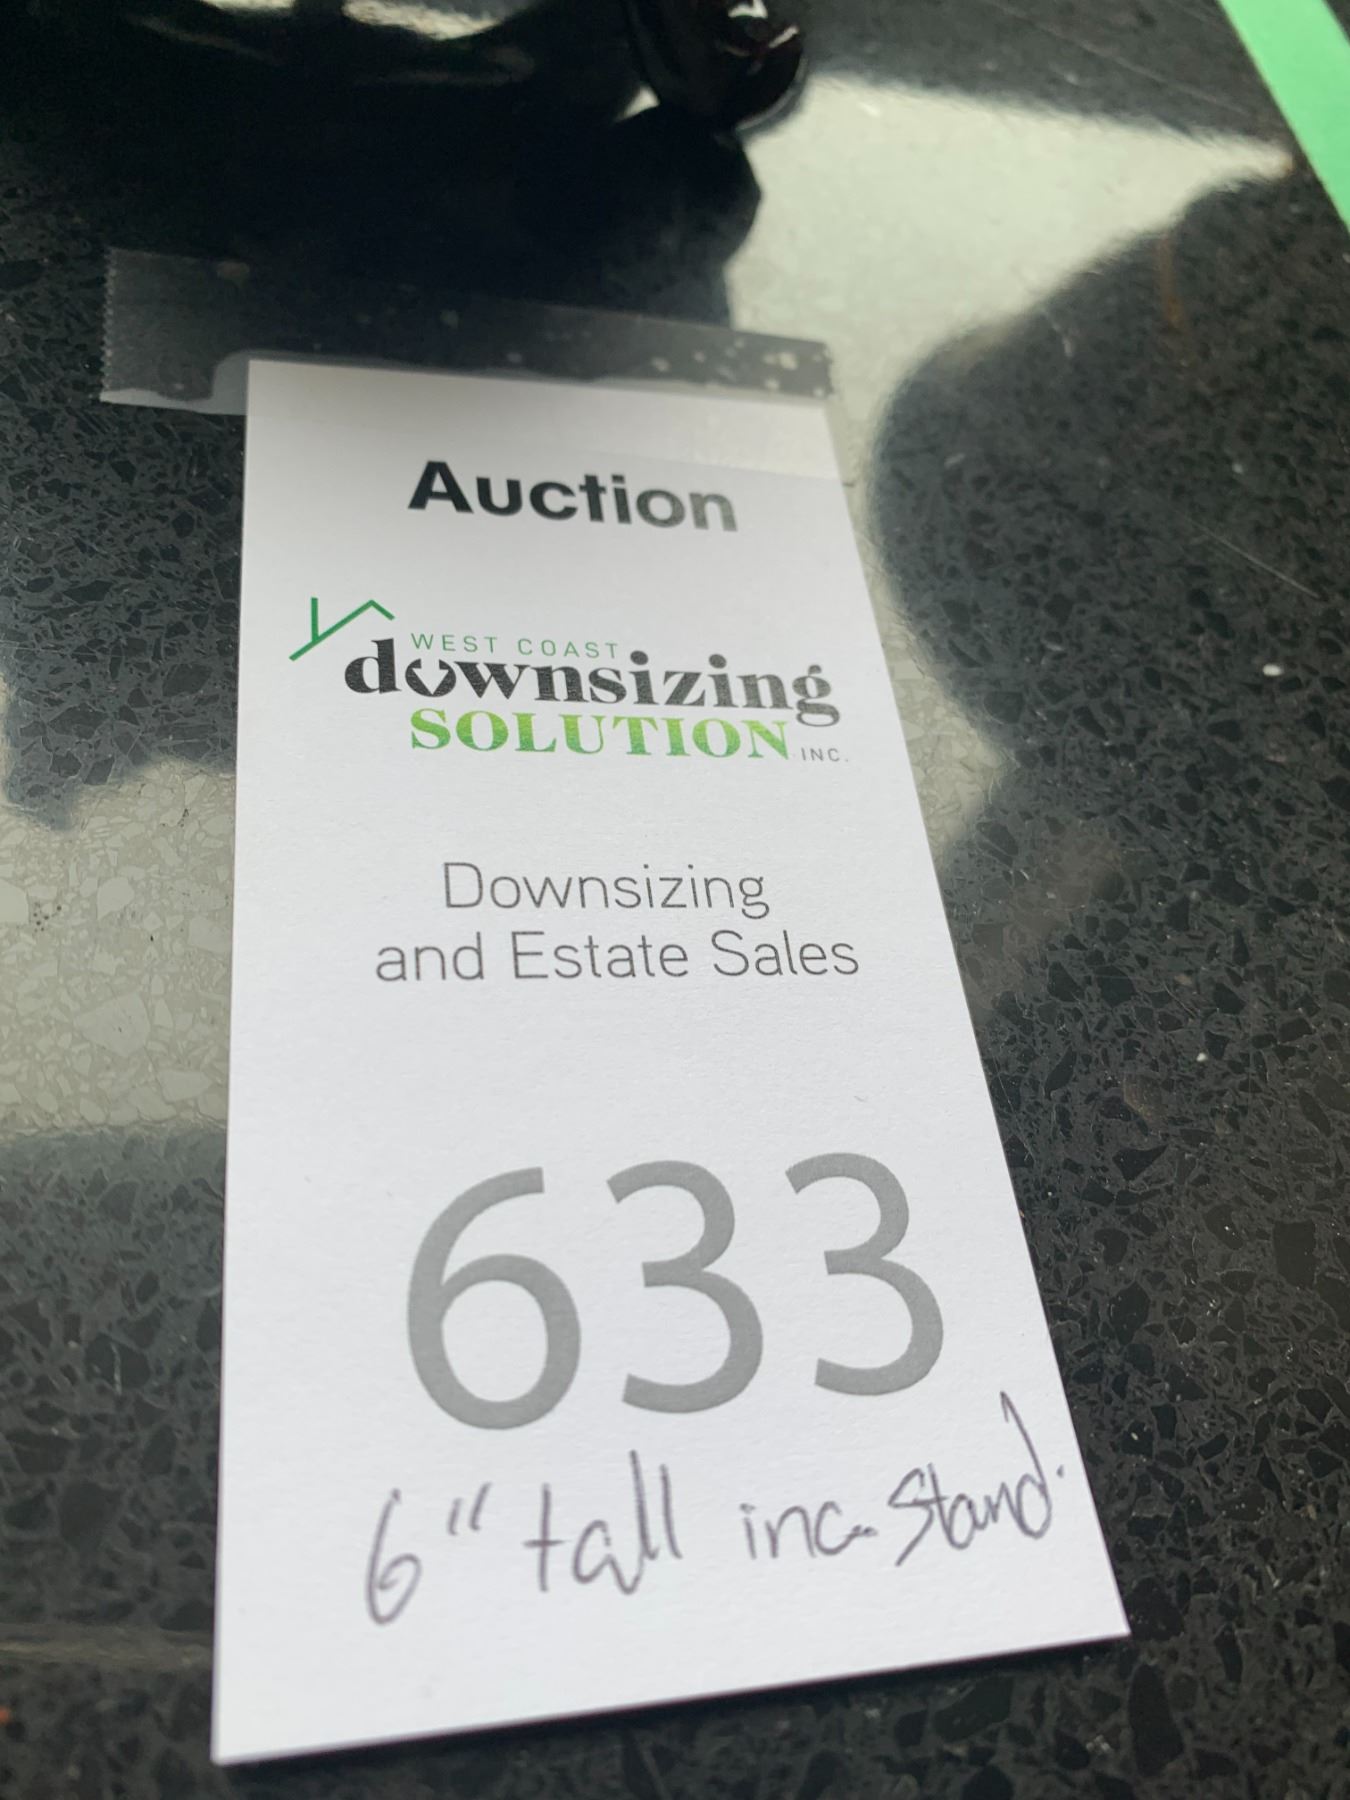 Auction
WEST COAST
downsizing
SOLUTION INC.
Downsizing
and Estate Sales
633
6" tall inc. stand.